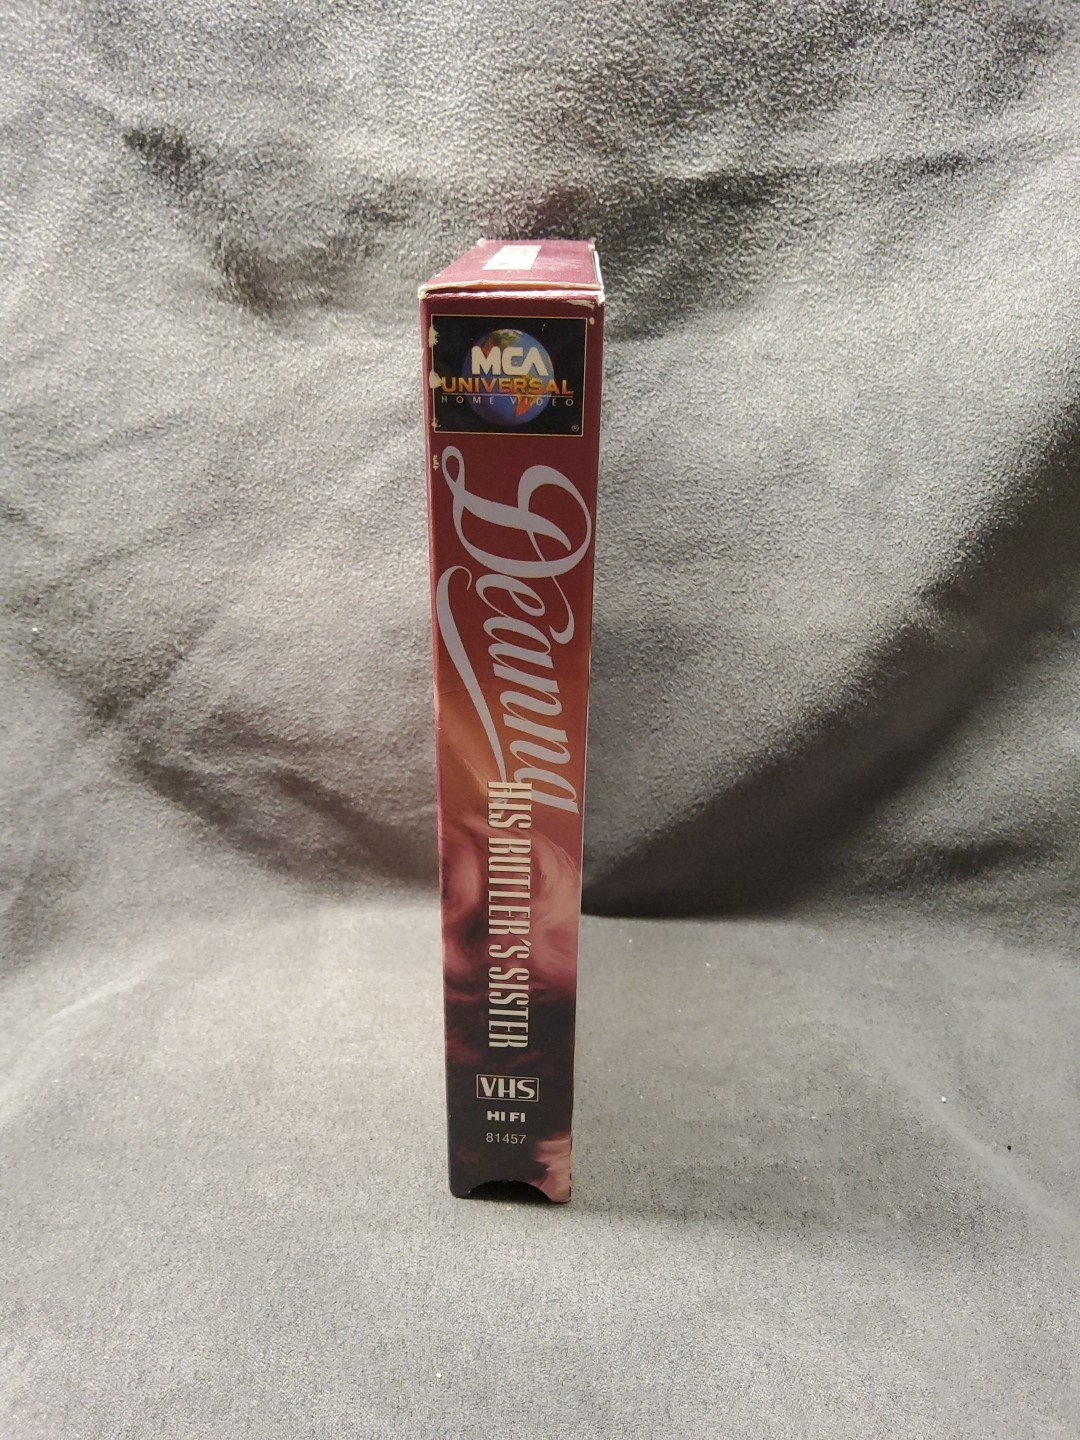 MCA
UNIVERSAL
HOME VIDEO
®
Deanna
HIS BUTLER'S SISTER
VHS
HI FI
81457